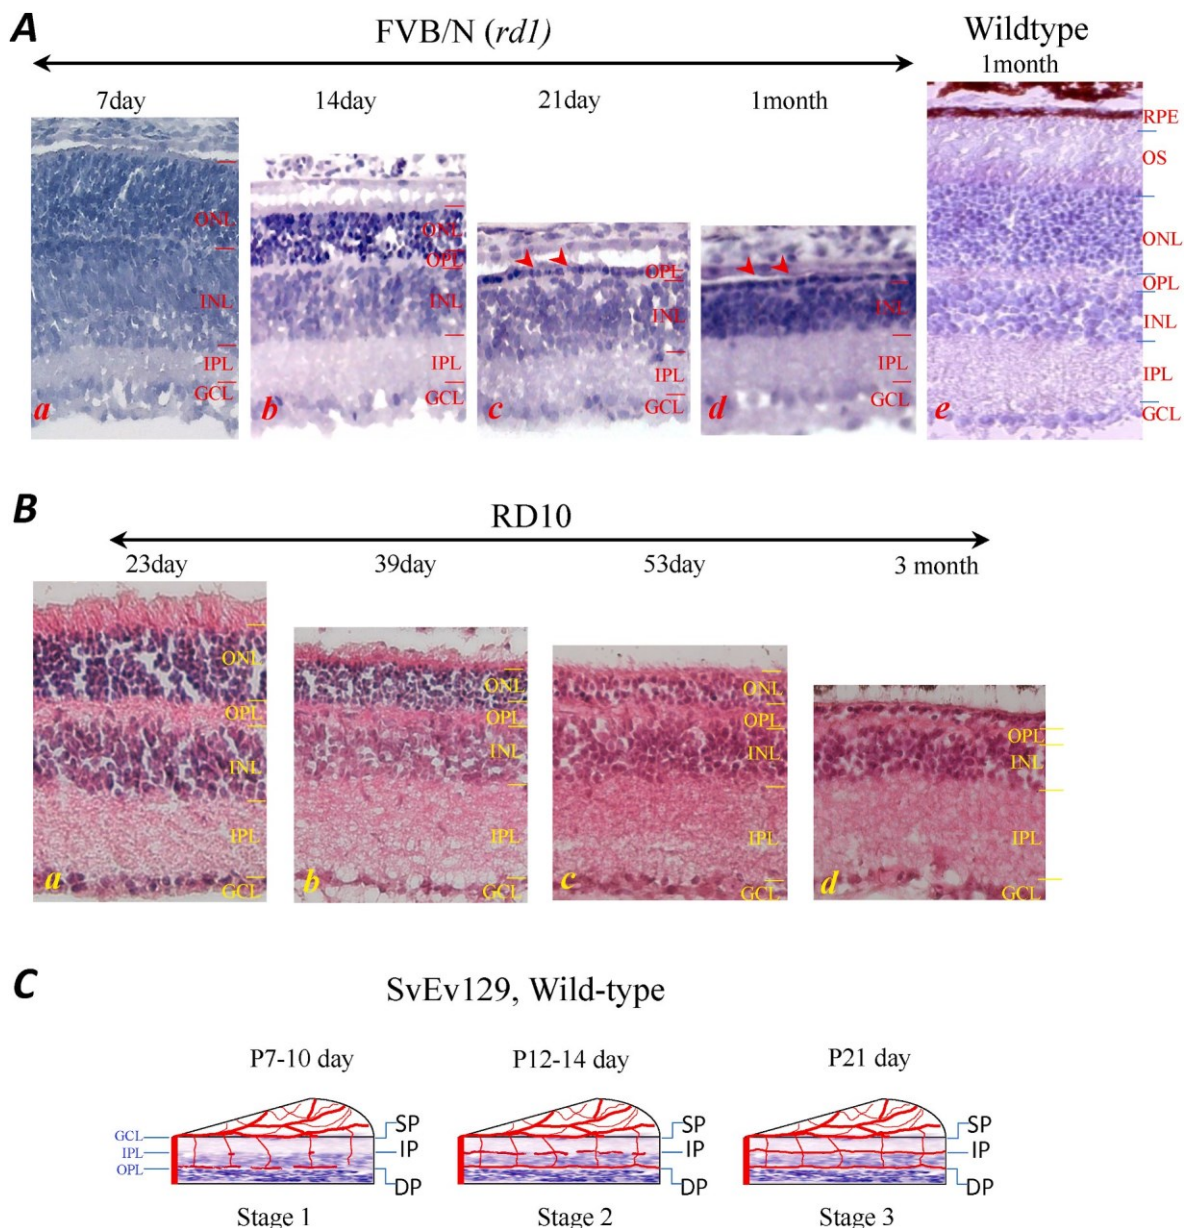 A
FVB/N (rd1)
Wildtype
7day
14day
21day
1month
1month
ONL
INL
IPL
GCL
a
ONL
OPL
INL
IPL
GCL
b
OPL
INL
IPL
GCL
c
INL
IPL
GCL
d
RPE
OS
ONL
OPL
INL
IPL
GCL
e
B
RD10
23day
39day
53day
3 month
ONL
OPL
INL
IPL
GCL
a
ONL
OPL
INL
IPL
GCL
b
ONL
OPL
INL
IPL
GCL
c
OPL
INL
IPL
GCL
d
C
SvEv129, Wild-type
P7-10 day
P12-14 day
P21 day
GCL
IPL
OPL
SP
IP
DP
SP
IP
DP
SP
IP
DP
Stage 1
Stage 2
Stage 3